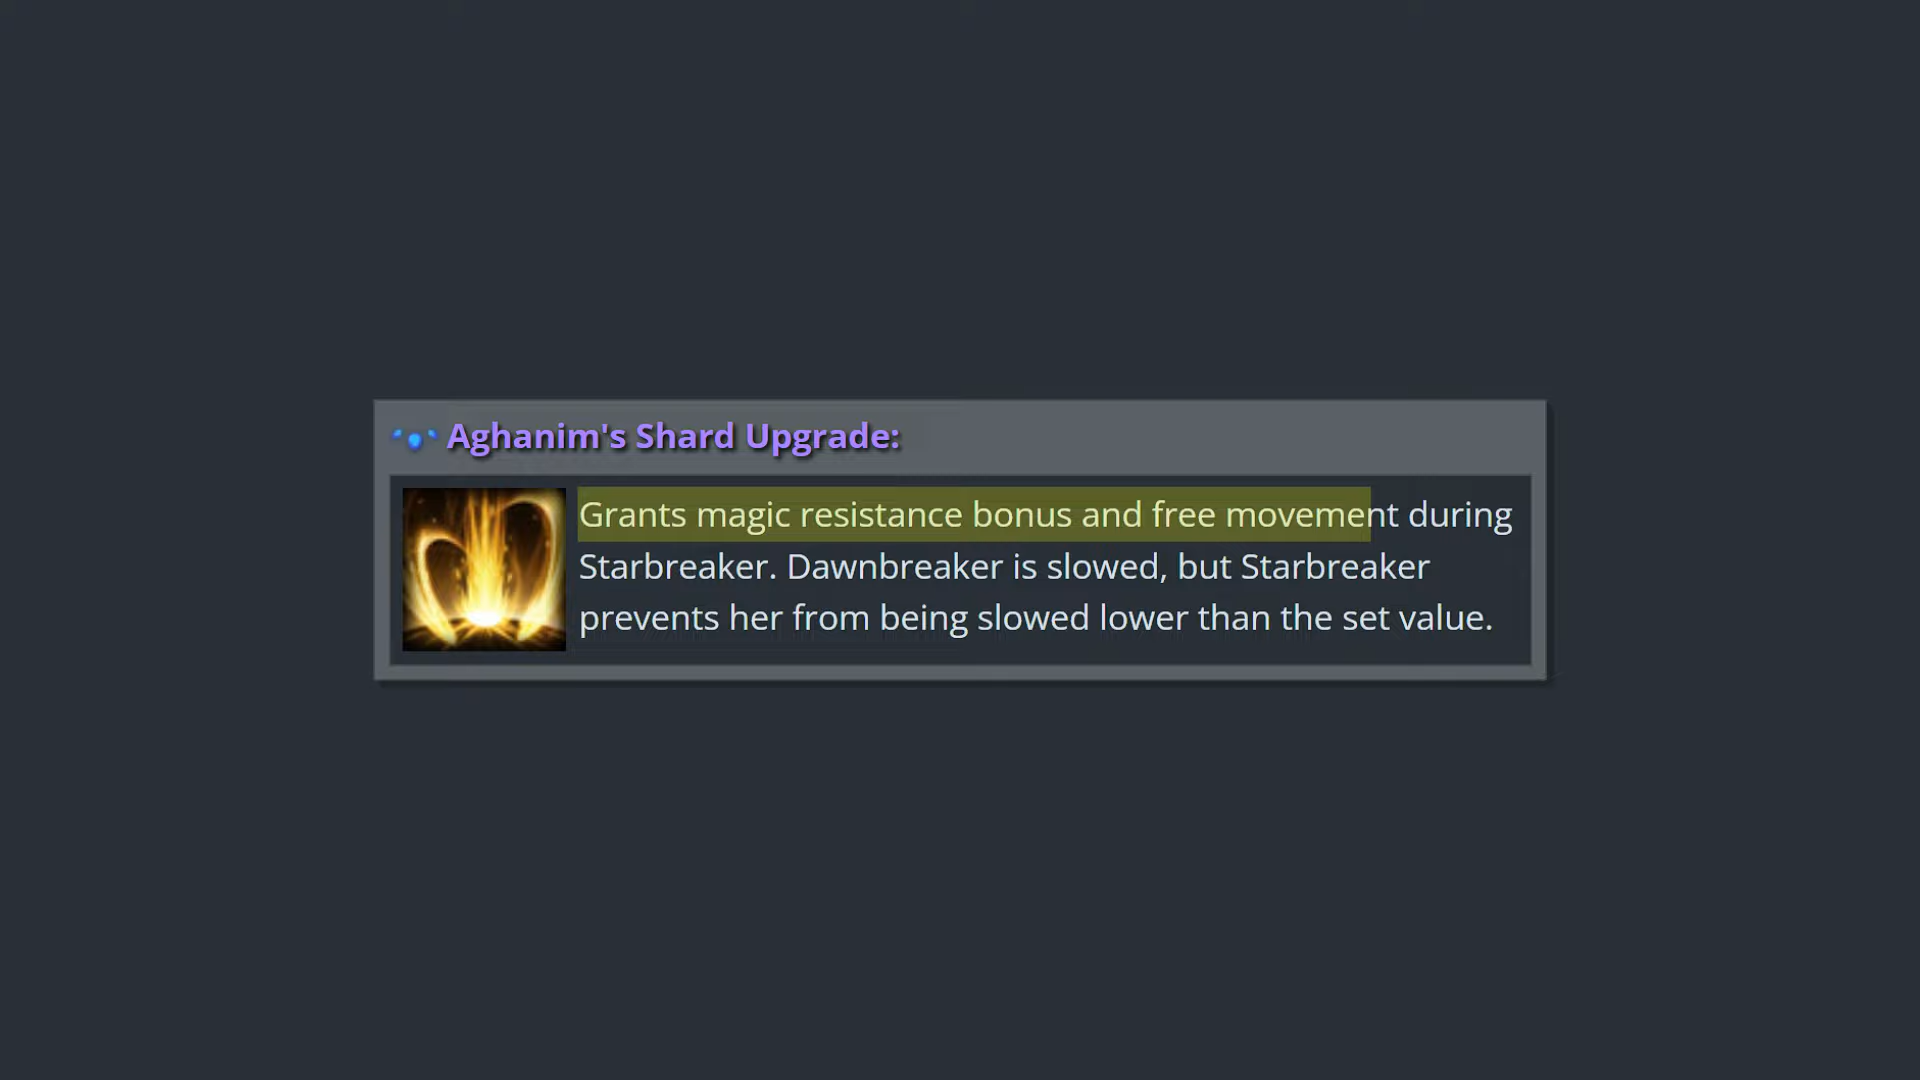 Aghanim's Shard Upgrade:
Grants magic resistance bonus and free movement during
Starbreaker. Dawnbreaker is slowed, but Starbreaker
prevents her from being slowed lower than the set value.